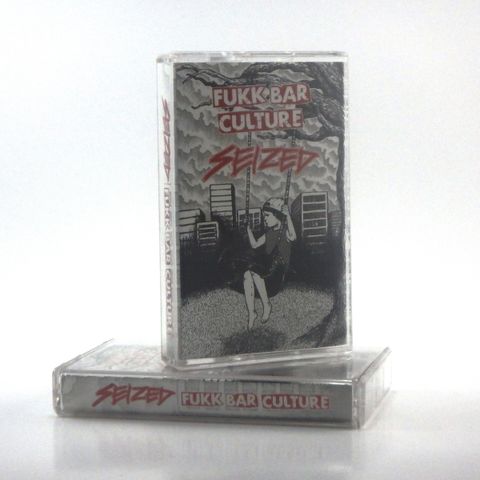 FUKK BAR
CULTURE
SEIZED
SEIZED FUKK BAR CULTURE
SEIZED FUKK BAR CULTURE